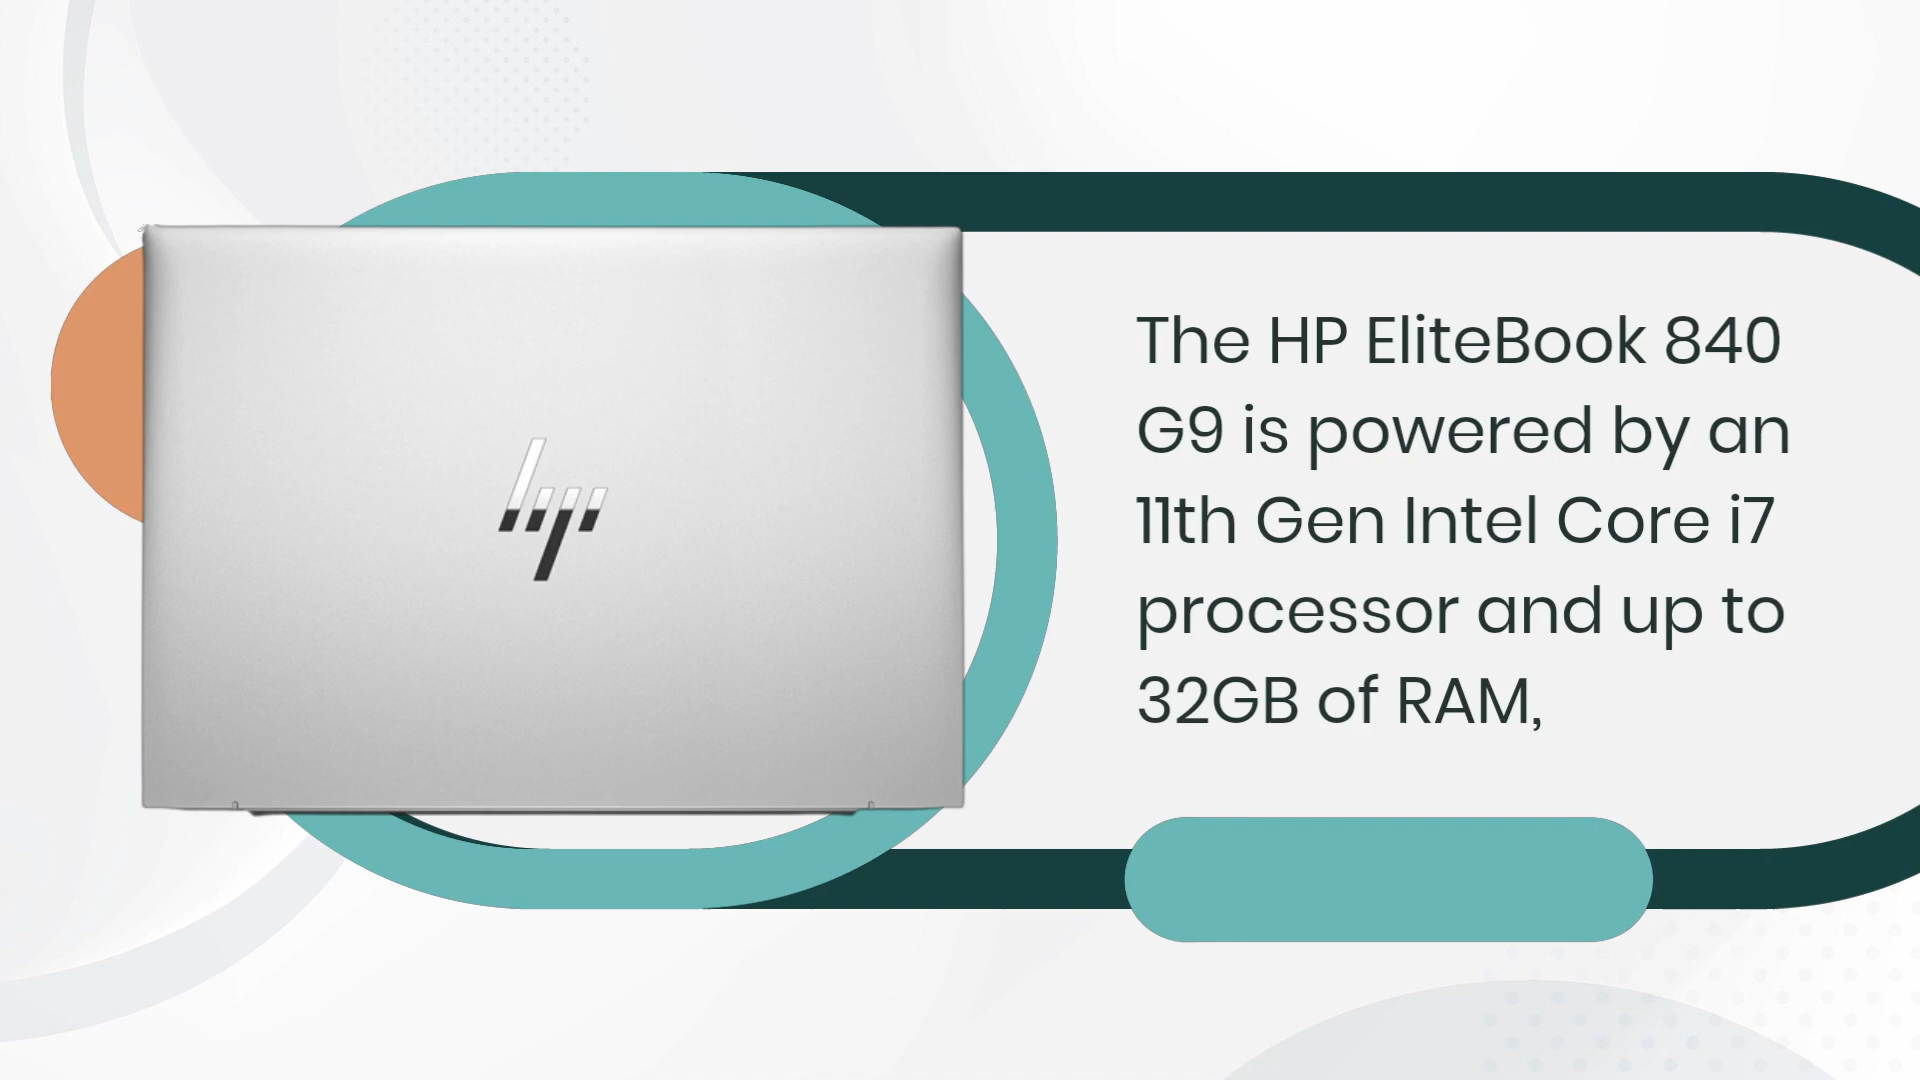 hp
The HP EliteBook 840
G9 is powered by an
11th Gen Intel Core i7
processor and up to
32GB of RAM,